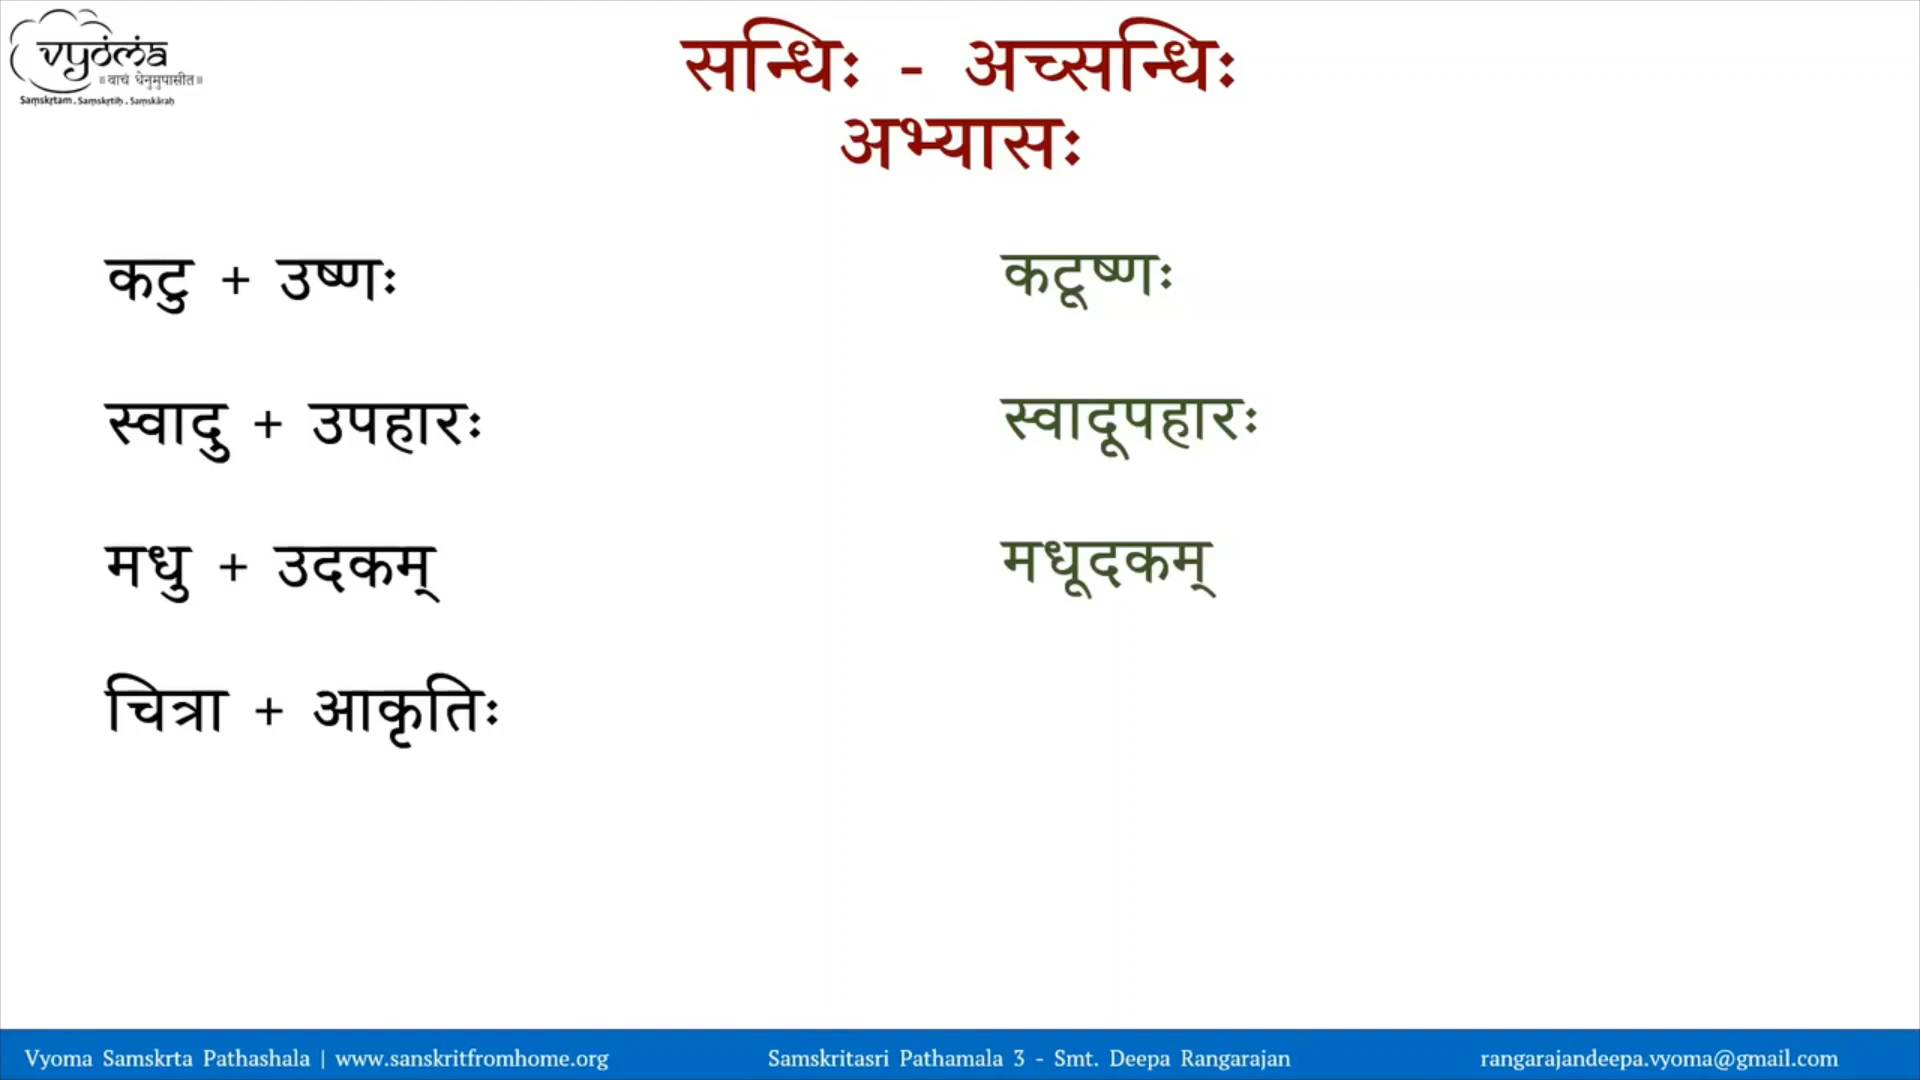 vyoma
॥वाचं धेनुमुपासीत॥
Saṃskṛtam . Saṃskṛtiḥ . Saṃskāraḥ
सन्धिः - अच्सन्धिः
अभ्यासः
कटु + उष्णः कटूष्णः
स्वादु + उपहारः स्वादूपहारः
मधु + उदकम् मधूदकम्
चित्रा + आकृतिः
Vyoma Samskrta Pathashala | www.sanskritfromhome.org Samskritasri Pathamala 3 - Smt. Deepa Rangarajan rangarajandeepa.vyoma@gmail.com